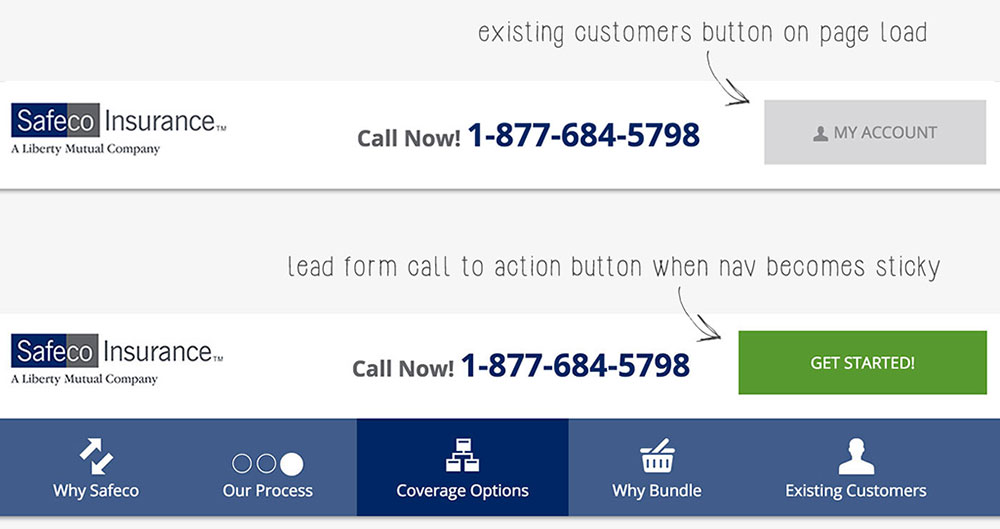 existing customers button on page load
Safeco Insurance™
A Liberty Mutual Company
Call Now! 1-877-684-5798
MY ACCOUNT
lead form call to action button when nav becomes sticky
Safeco Insurance™
A Liberty Mutual Company
Call Now! 1-877-684-5798
GET STARTED!
Why Safeco
Our Process
Coverage Options
Why Bundle
Existing Customers